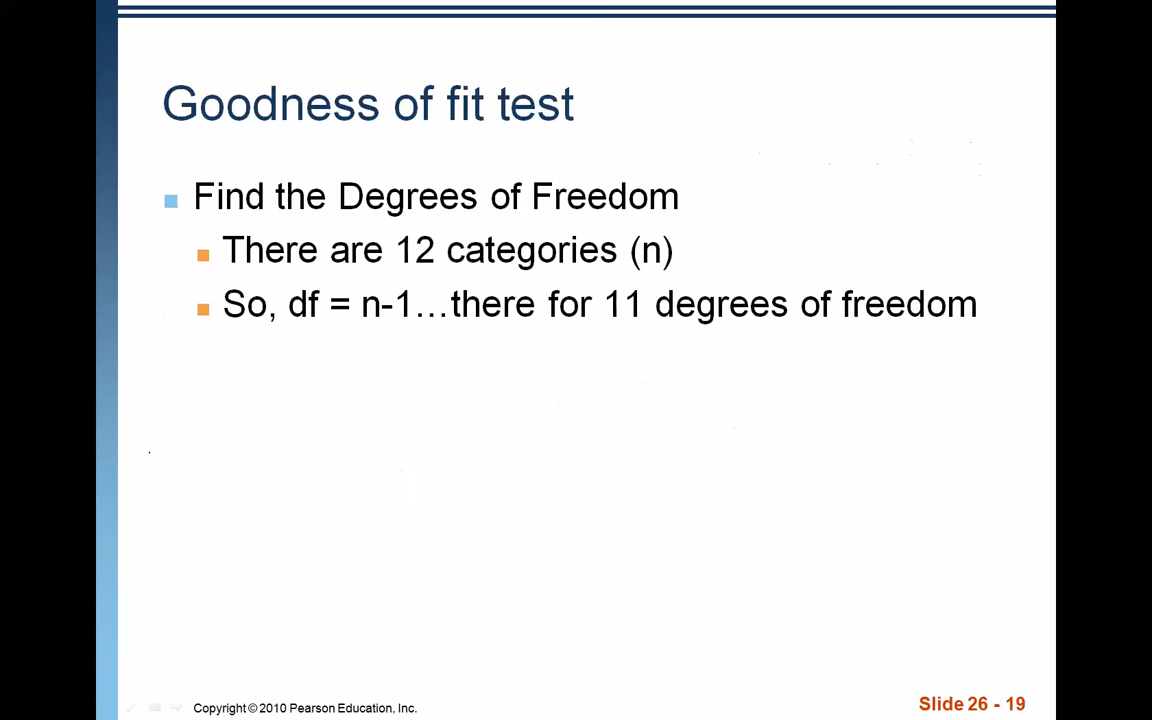 Goodness of fit test
Find the Degrees of Freedom
There are 12 categories (n)
So, df = n-1…there for 11 degrees of freedom
Copyright © 2010 Pearson Education, Inc.
Slide 26 - 19